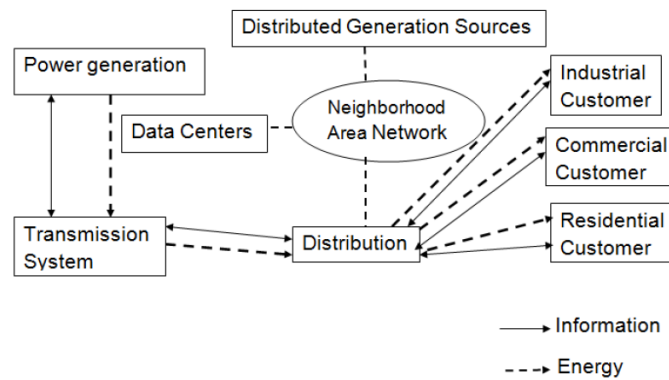 Distributed Generation Sources
Power generation
Industrial
Customer
Neighborhood
Area Network
Data Centers
Commercial
Customer
Transmission
System
Distribution
Residential
Customer
Information
Energy